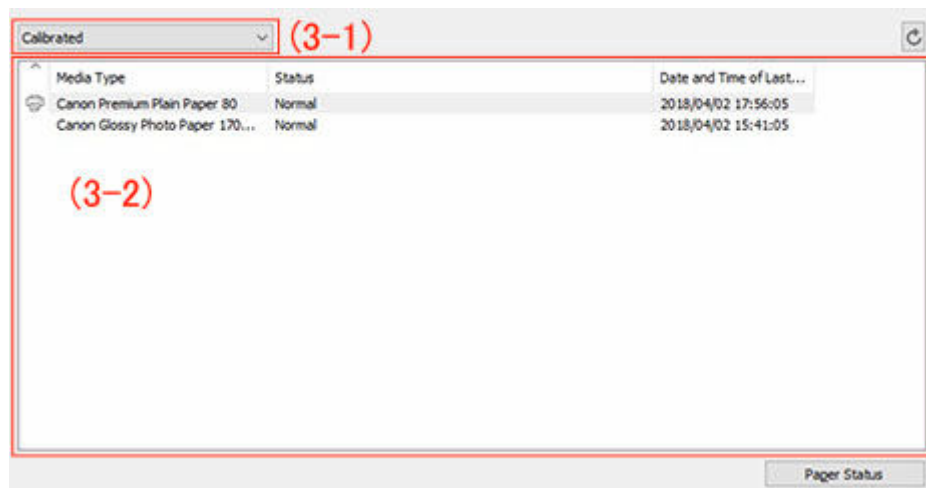 Calibrated (3-1)
Media Type Status Date and Time of Last...
Canon Premium Plain Paper 80 Normal 2018/04/02 17:56:05
Canon Glossy Photo Paper 170... Normal 2018/04/02 15:41:05
(3-2)
Paper Status